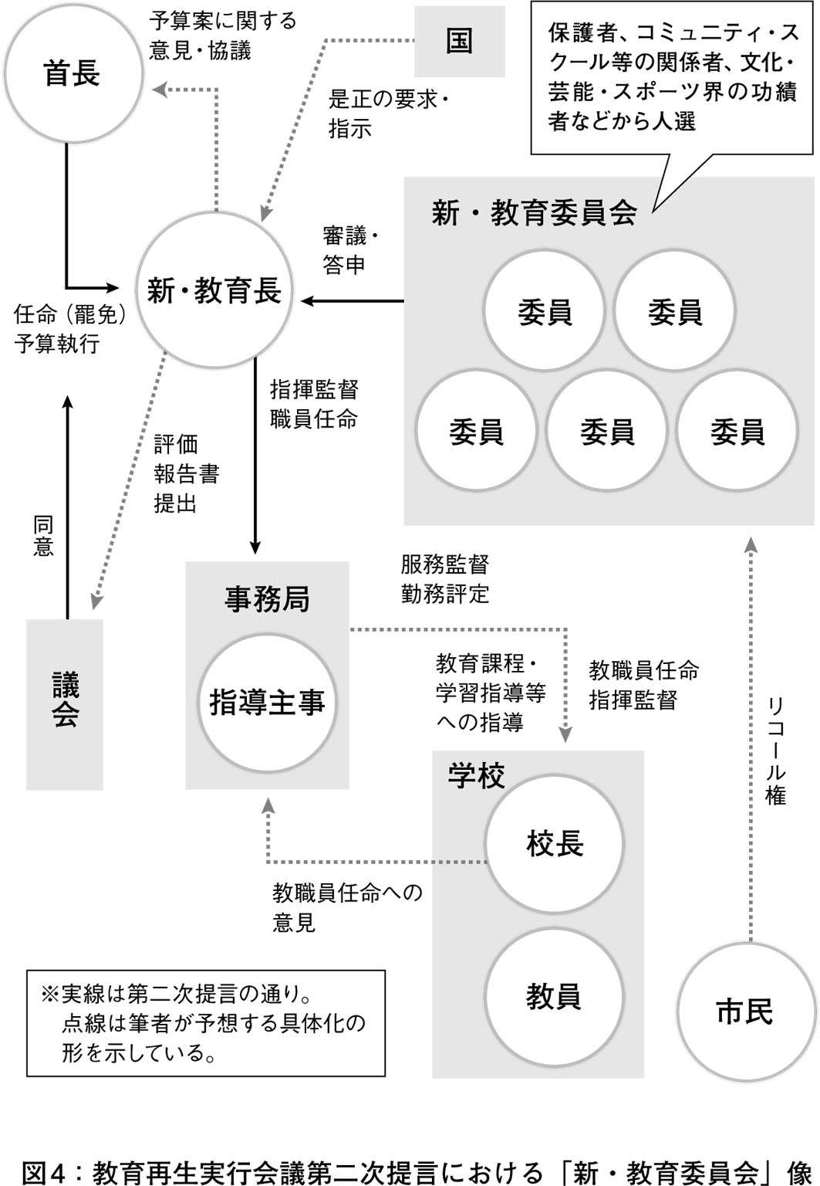 首長
予算案に関する
意見・協議
国
是正の要求・
指示
保護者、コミュニティ・ス
クール等の関係者、文化・
芸能・スポーツ界の功績
者などから人選
新・教育委員会
委員
委員
委員
委員
委員
審議・
答申
新・教育長
任命（罷免）
予算執行
指揮監督
職員任命
評価
報告書
提出
同意
議会
事務局
指導主事
服務監督
勤務評定
教育課程・
学習指導等
への指導
教職員任命
指揮監督
リコール権
学校
校長
教員
教職員任命への
意見
市民
※実線は第二次提言の通り。
点線は筆者が予想する具体化の
形を示している。
図4：教育再生実行会議第二次提言における「新・教育委員会」像